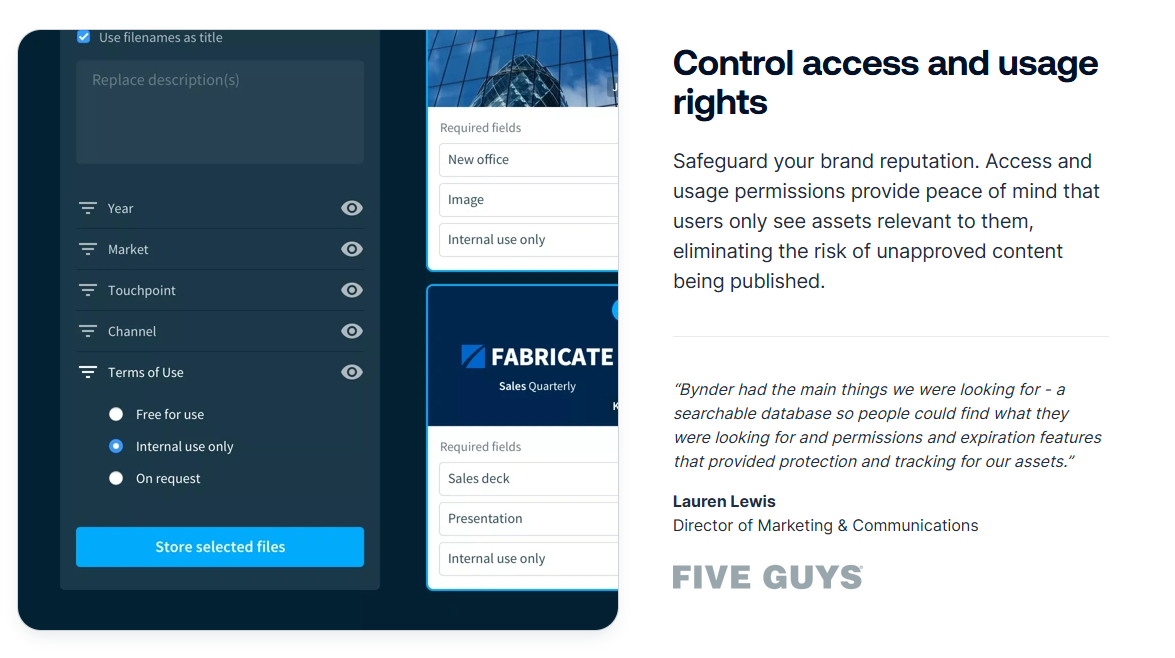 Use filenames as title
Replace description(s)
Year
Market
Touchpoint
Channel
Terms of Use
Free for use
Internal use only
On request
Store selected files
Required fields
New office
Image
Internal use only
FABRICATE
Sales Quarterly
Required fields
Sales deck
Presentation
Internal use only
Control access and usage
rights
Safeguard your brand reputation. Access and
usage permissions provide peace of mind that
users only see assets relevant to them,
eliminating the risk of unapproved content
being published.
“Bynder had the main things we were looking for - a
searchable database so people could find what they
were looking for and permissions and expiration features
that provided protection and tracking for our assets.”
Lauren Lewis
Director of Marketing & Communications
FIVE GUYS